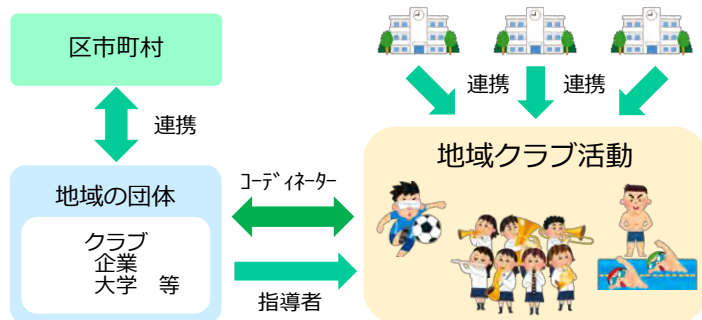 区市町村
連携
連携
連携
地域の団体
クラブ
企業
大学　等
コーディネーター
指導者
地域クラブ活動